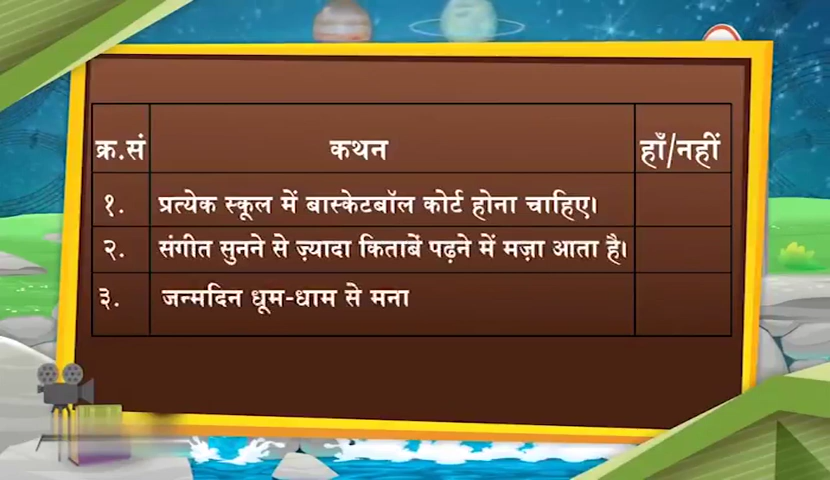 क्र.सं कथन हाँ/नहीं
१. प्रत्येक स्कूल में बास्केटबॉल कोर्ट होना चाहिए।
२. संगीत सुनने से ज़्यादा किताबें पढ़ने में मज़ा आता है।
३. जन्मदिन धूम-धाम से मना